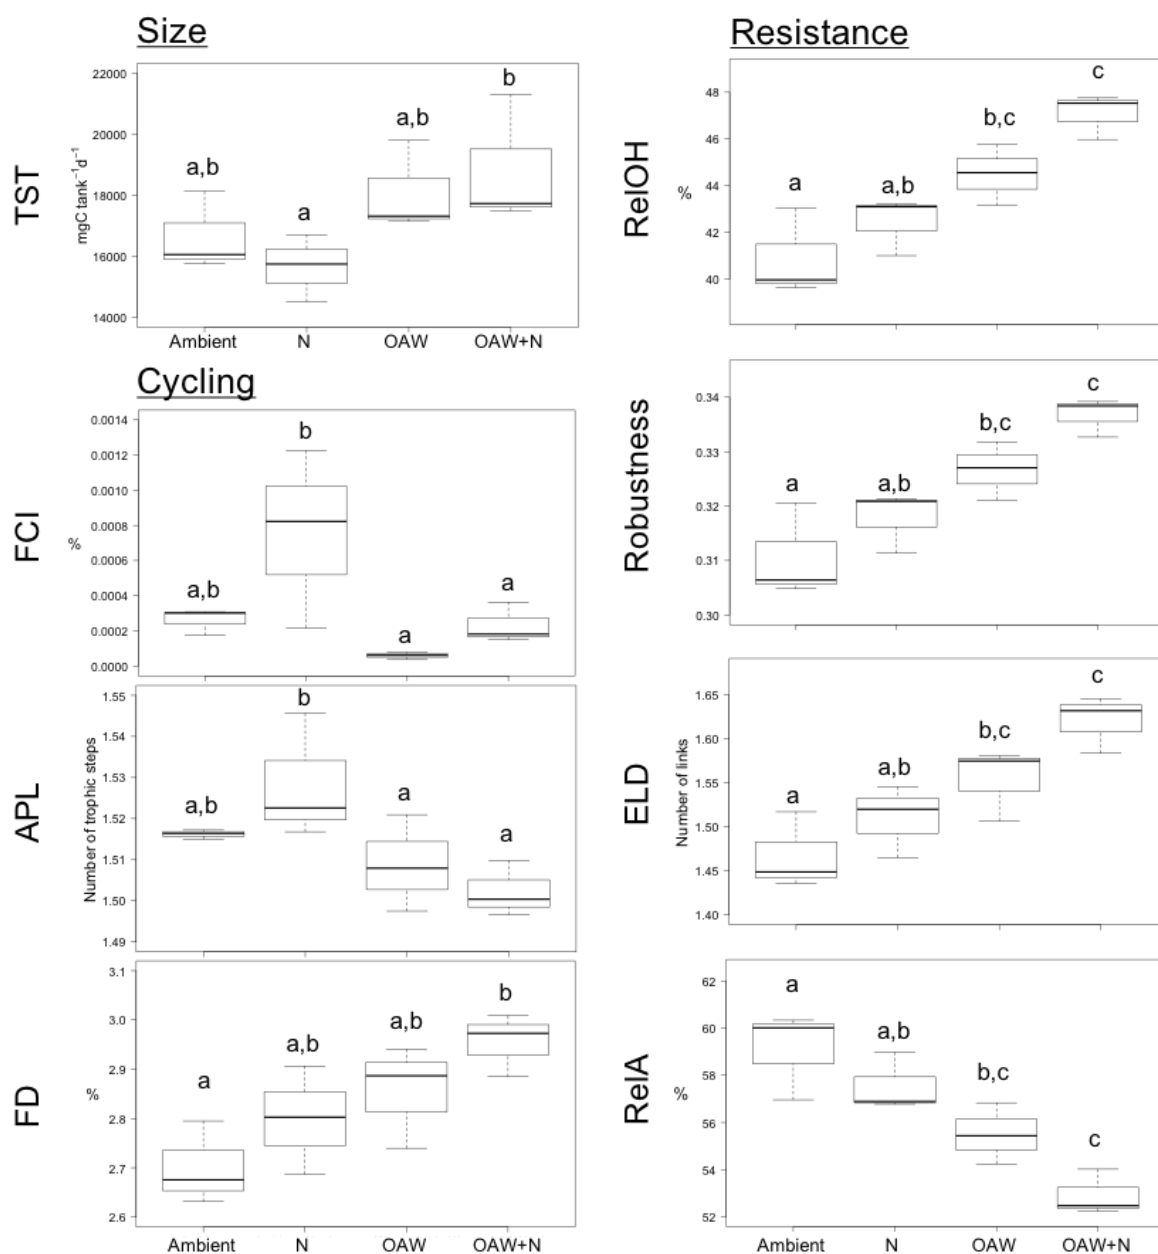 Size
TST
mgC tank⁻¹d⁻¹
22000
20000
18000
16000
14000
a,b
a
a,b
b
Ambient N OAW OAW+N
Cycling
FCI
%
0.0014
0.0010
0.0008
0.0006
0.0004
0.0002
0.0000
a,b
b
a
a
APL
Number of trophic steps
1.55
1.54
1.53
1.52
1.51
1.50
1.49
a,b
b
a
a
FD
%
3.1
3.0
2.9
2.8
2.7
2.6
a
a,b
a,b
b
Ambient N OAW OAW+N
Resistance
RelOH
%
48
46
44
42
40
a
a,b
b,c
c
Robustness
0.34
0.33
0.32
0.31
0.30
a
a,b
b,c
c
ELD
Number of links
1.65
1.60
1.55
1.50
1.45
1.40
a
a,b
b,c
c
RelA
%
62
60
58
56
54
52
a
a,b
b,c
c
Ambient N OAW OAW+N